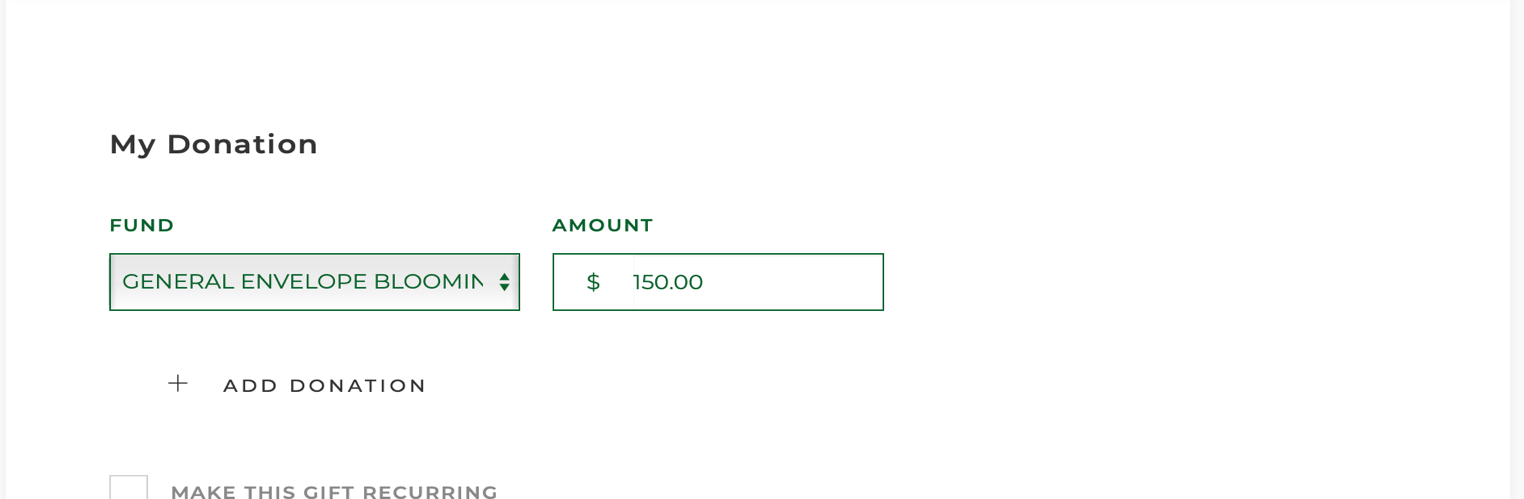 My Donation
FUND
AMOUNT
GENERAL ENVELOPE BLOOMIN
$ 150.00
+ ADD DONATION
MAKE THIS GIFT RECURRING